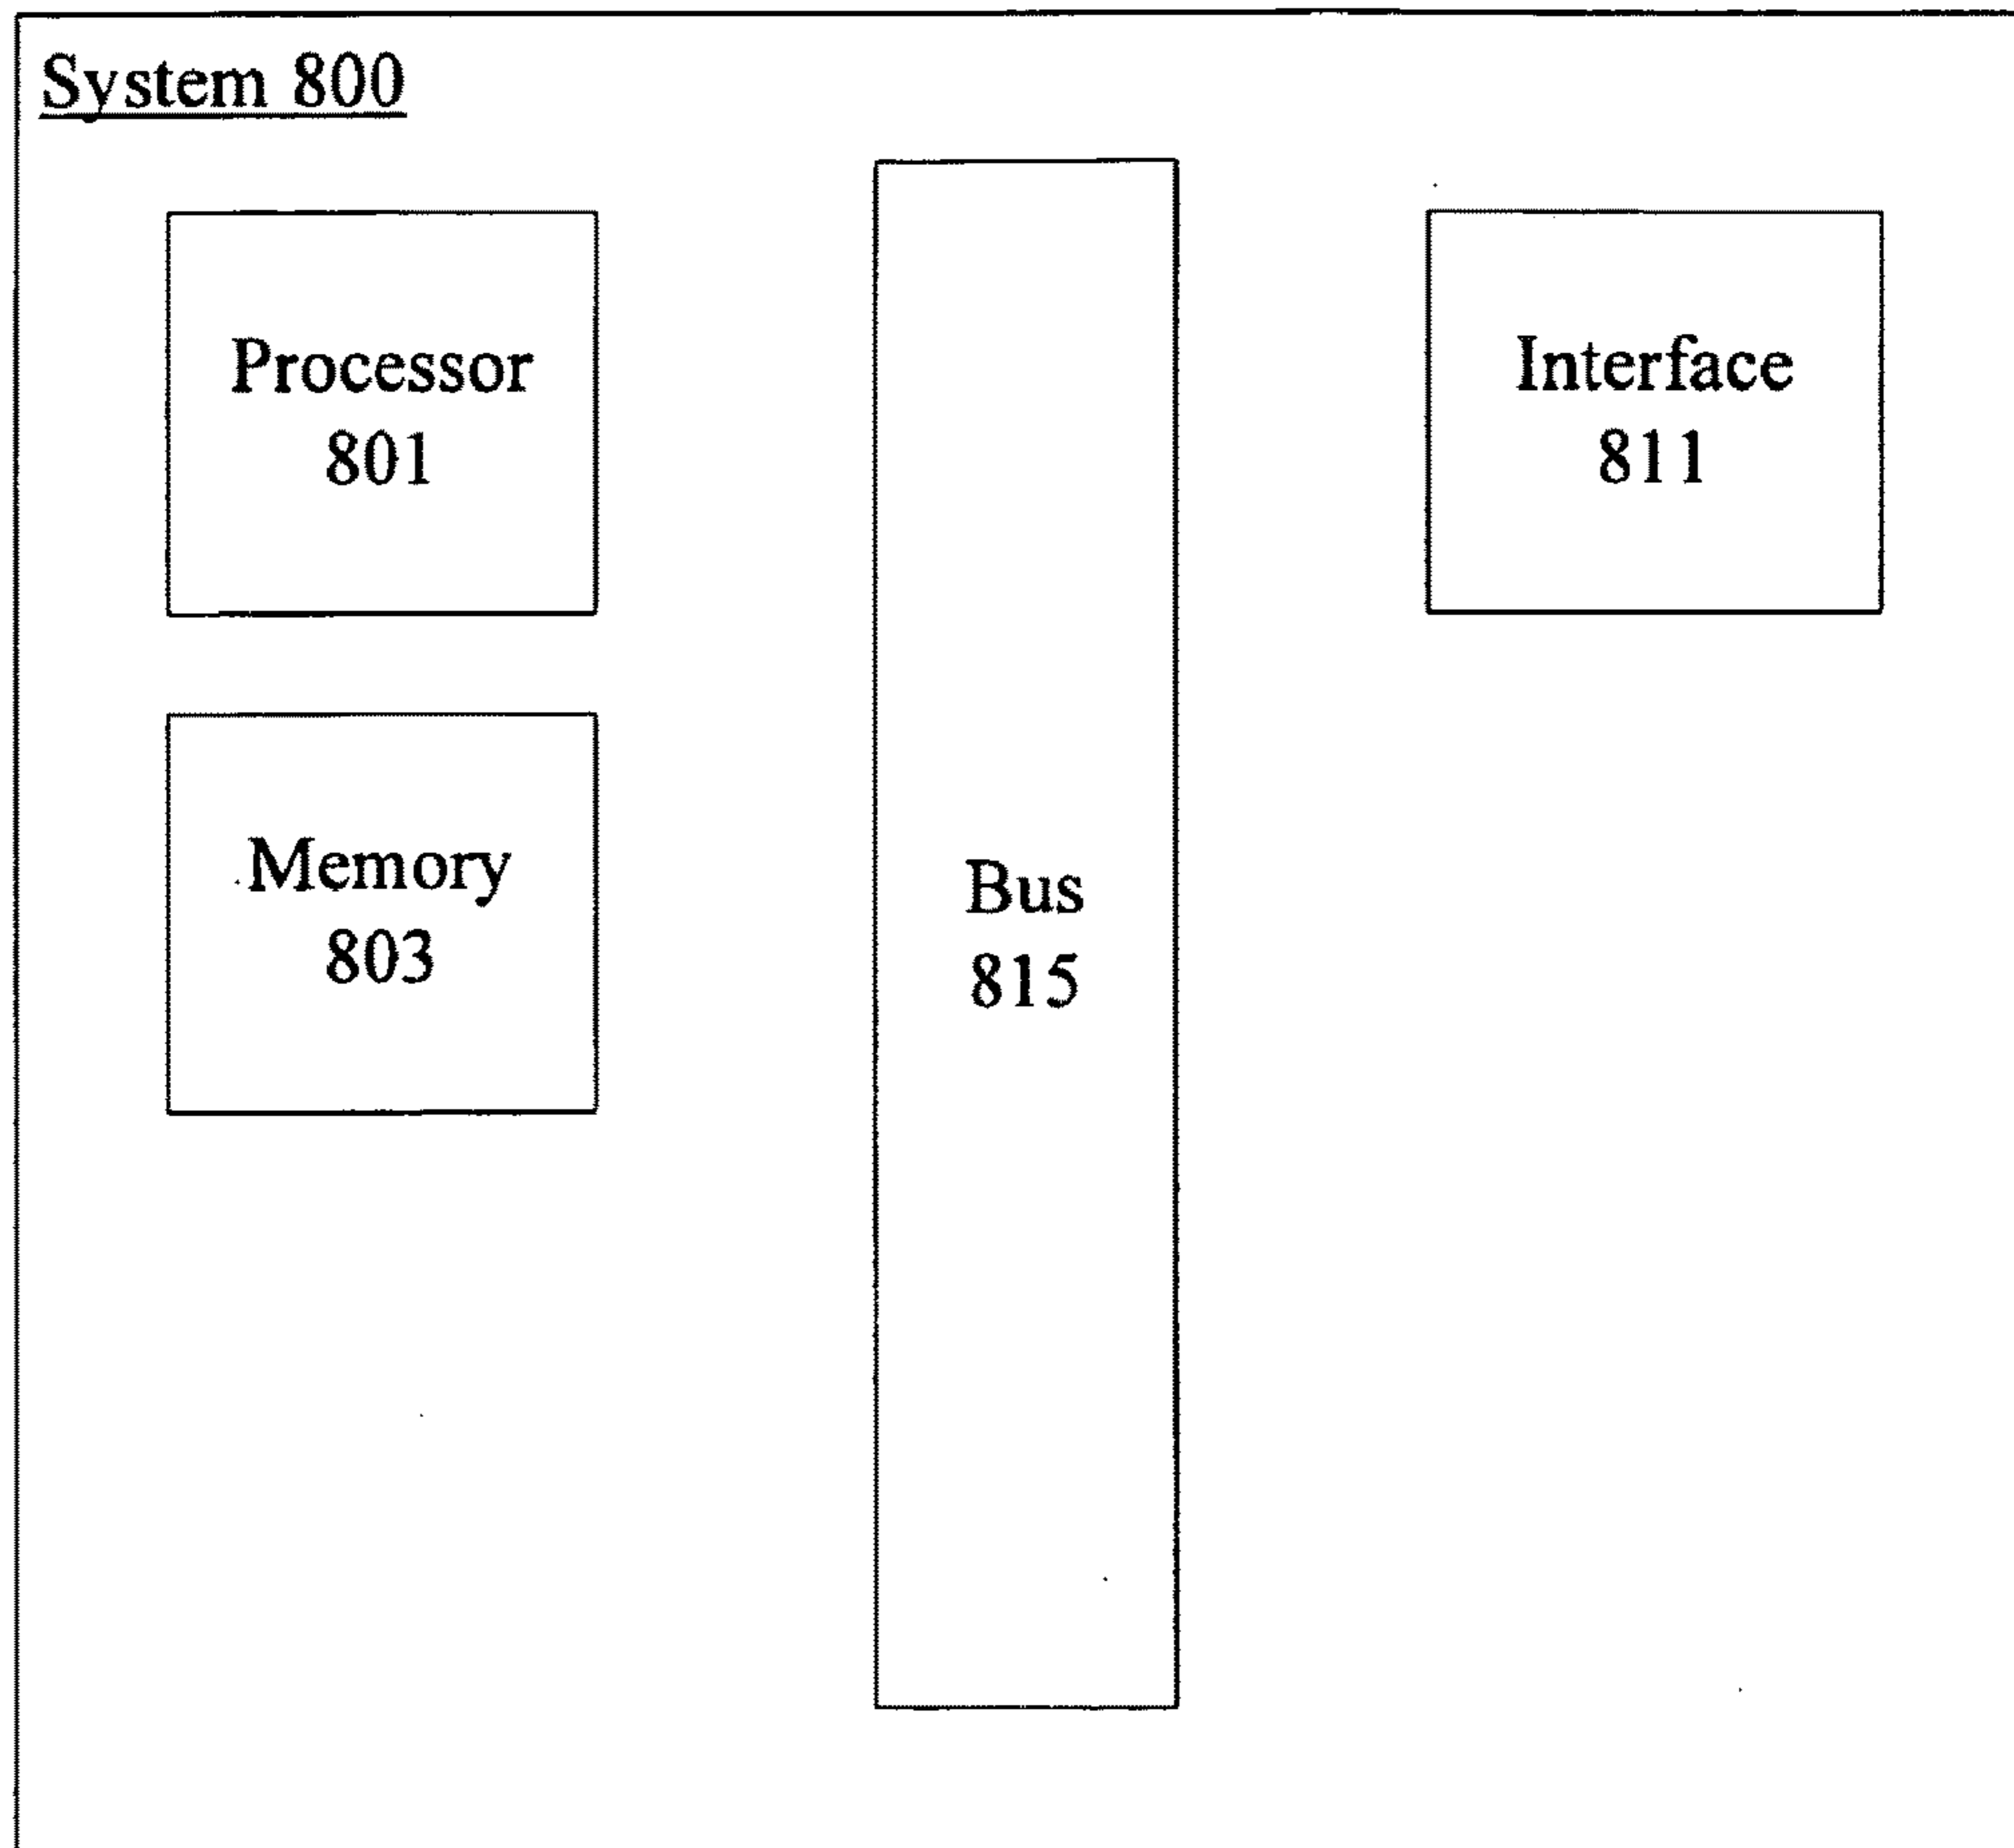 System 800
Processor
801
Interface
811
Memory
803
Bus
815